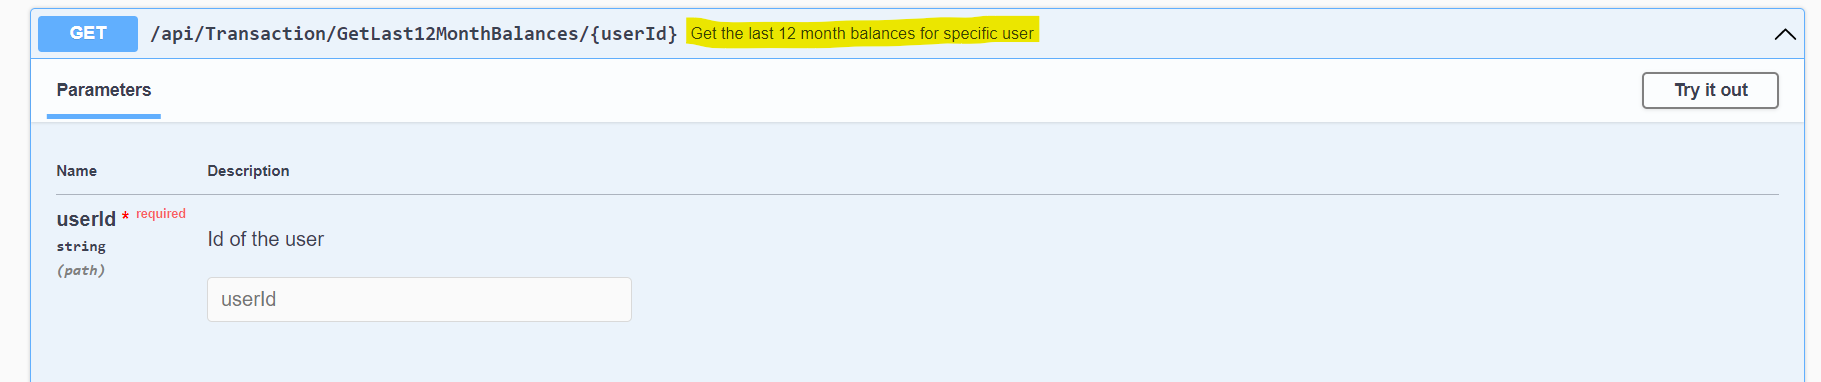 GET /api/Transaction/GetLast12MonthBalances/{userId} Get the last 12 month balances for specific user
Parameters Try it out
Name Description
userId * required
string
(path)
Id of the user
userId